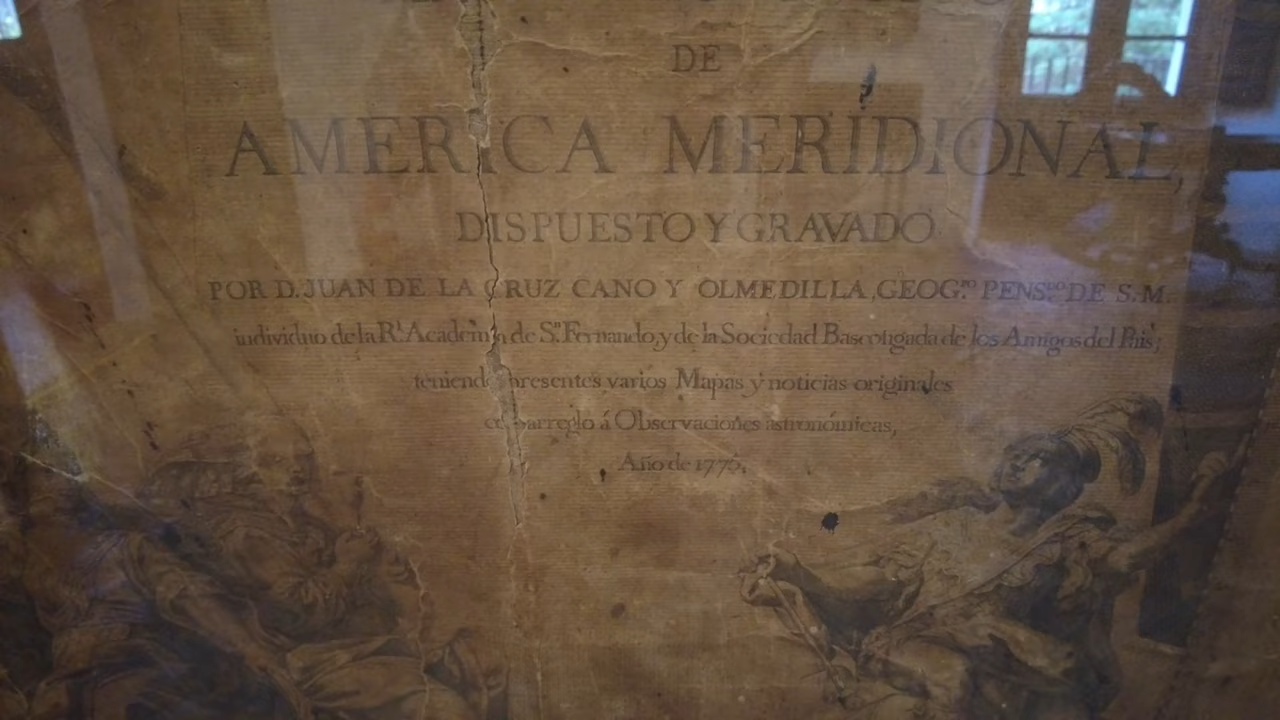 DE
AMERICA MERIDIONAL,
DISPUESTO Y GRAVADO
POR D. JUAN DE LA CRUZ CANO Y OLMEDILLA, GEOG.ᶠᵒ PENS.ᵈᵒ DE S.M.
individuo de la R.ˡ Academia de S.ⁿ Fernando, y de la Sociedad Bascongada de los Amigos del Pais;
teniendo presentes varios Mapas y noticias originales
con arreglo á Observaciones astronómicas,
Año de 1775.